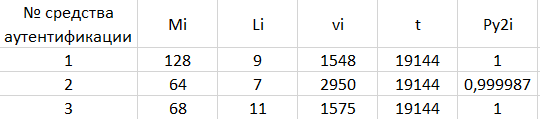 № средства аутентификации Mi Li vi t Py2i
1 128 9 1548 19144 1
2 64 7 2950 19144 0,999987
3 68 11 1575 19144 1